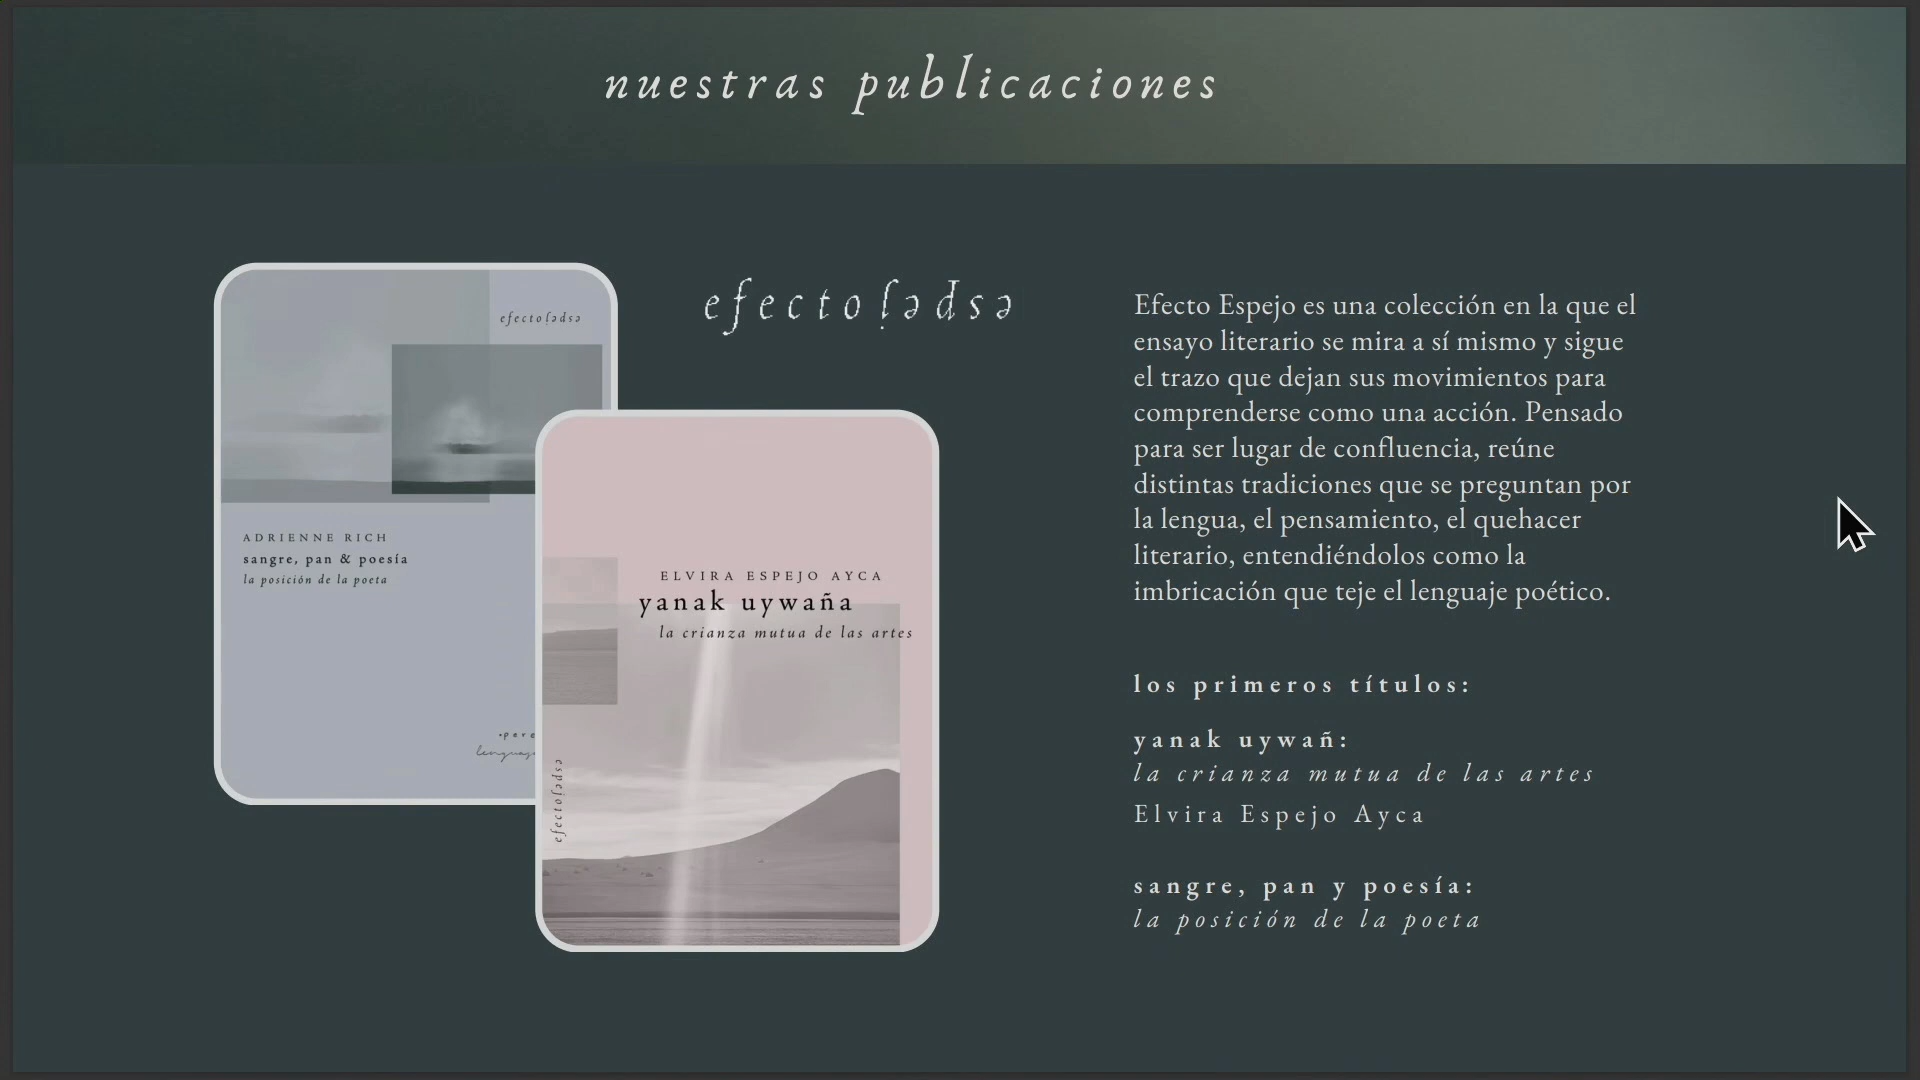 nuestras publicaciones
efectoſədsə
ADRIENNE RICH
sangre, pan & poesía
la posición de la poeta
efectoſədsə
ELVIRA ESPEJO AYCA
yanak uywaña
la crianza mutua de las artes
efectoſədsə
Efecto Espejo es una colección en la que el
ensayo literario se mira a sí mismo y sigue
el trazo que dejan sus movimientos para
comprenderse como una acción. Pensado
para ser lugar de confluencia, reúne
distintas tradiciones que se preguntan por
la lengua, el pensamiento, el quehacer
literario, entendiéndolos como la
imbricación que teje el lenguaje poético.
los primeros títulos:
yanak uywañ:
la crianza mutua de las artes
Elvira Espejo Ayca
sangre, pan y poesía:
la posición de la poeta